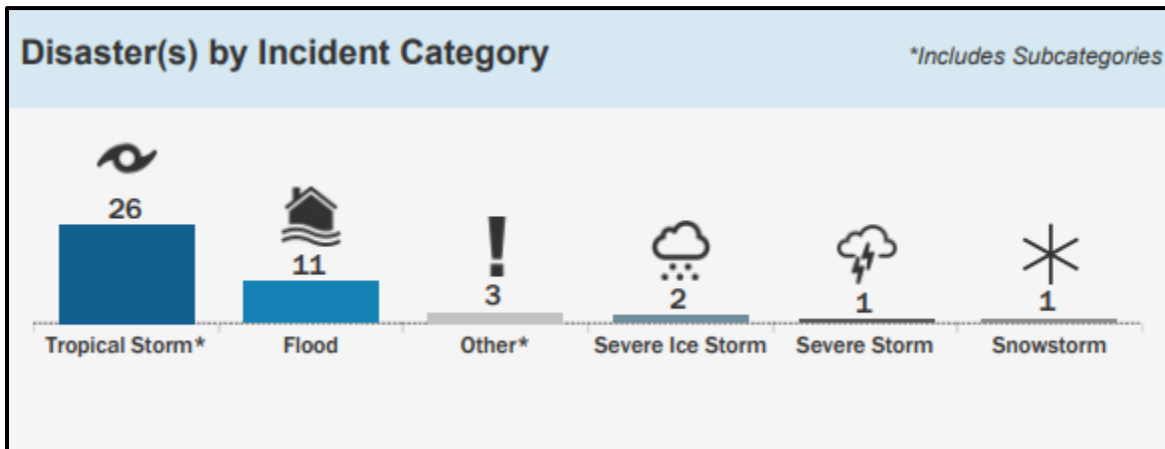 Disaster(s) by Incident Category
*Includes Subcategories
26
11
3
2
1
1
Tropical Storm*
Flood
Other*
Severe Ice Storm
Severe Storm
Snowstorm